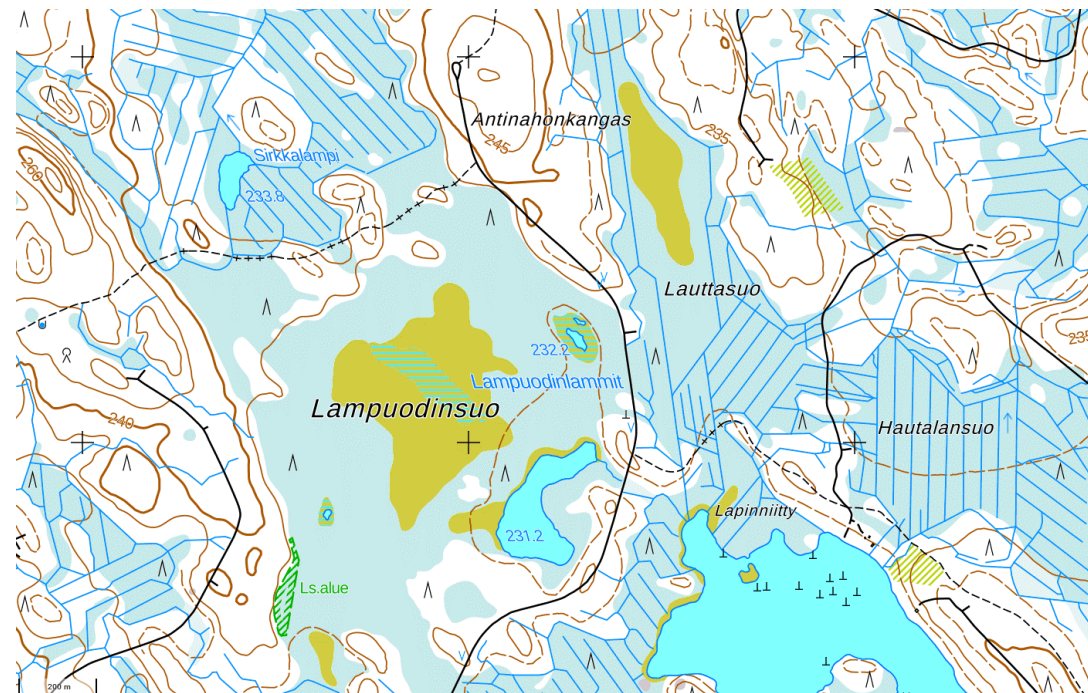 Antinahonkangas
245
235
Sirkkalampi
260
233.8
Lauttasuo
235
232.2
Lampuodinlammit
Lampuodinsuo
240
Hautalansuo
Lapinniitty
231.2
Ls.alue
200 m